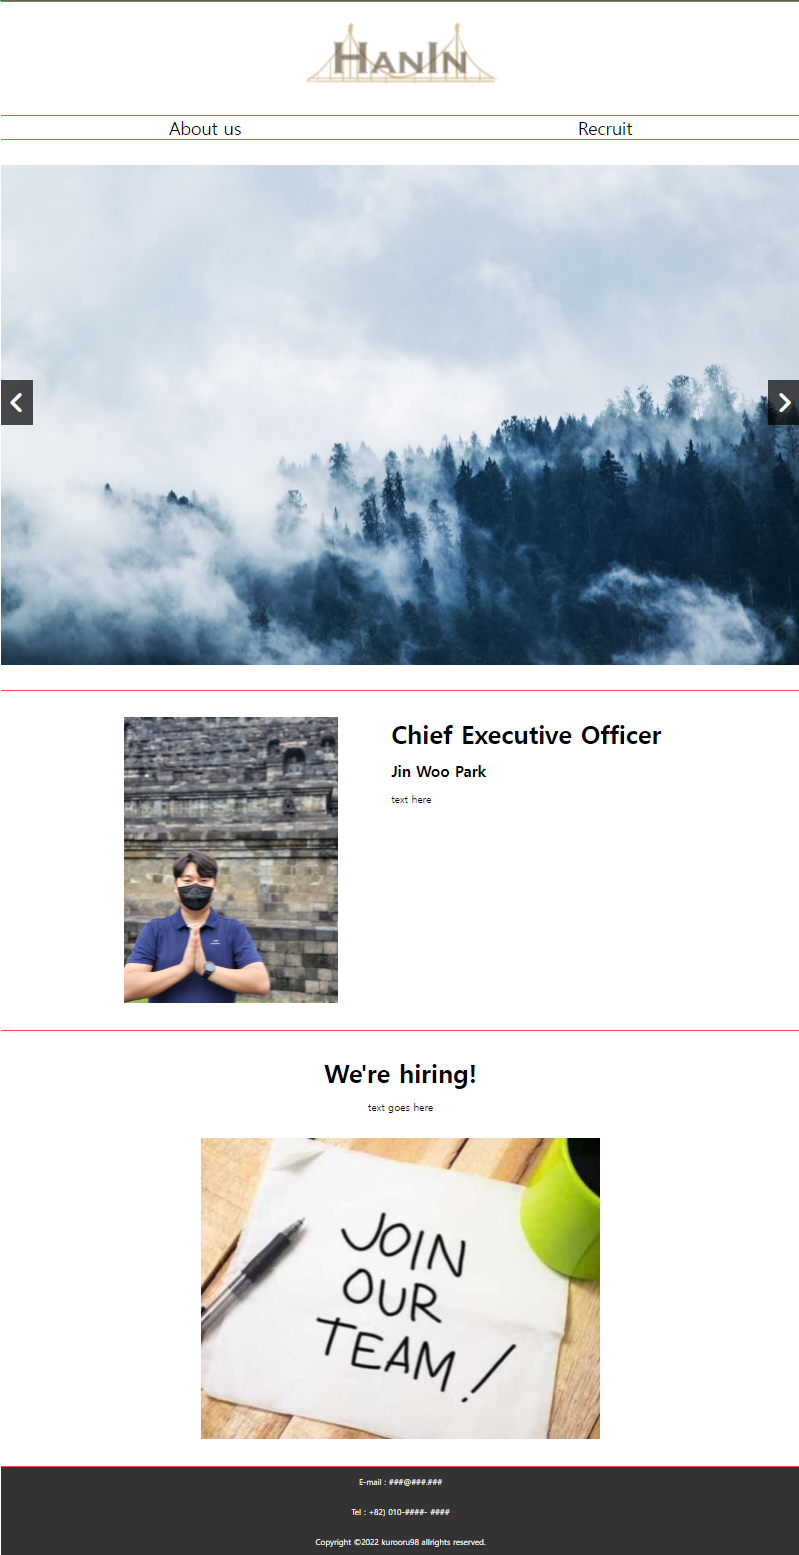 HanIn
About us
Recruit
Chief Executive Officer
Jin Woo Park
text here
We're hiring!
text goes here
JOIN
OUR
TEAM!
E-mail : ###@###.###
Tel : +82) 010-####- ####
Copyright ©2022 kurooru98 allrights reserved.